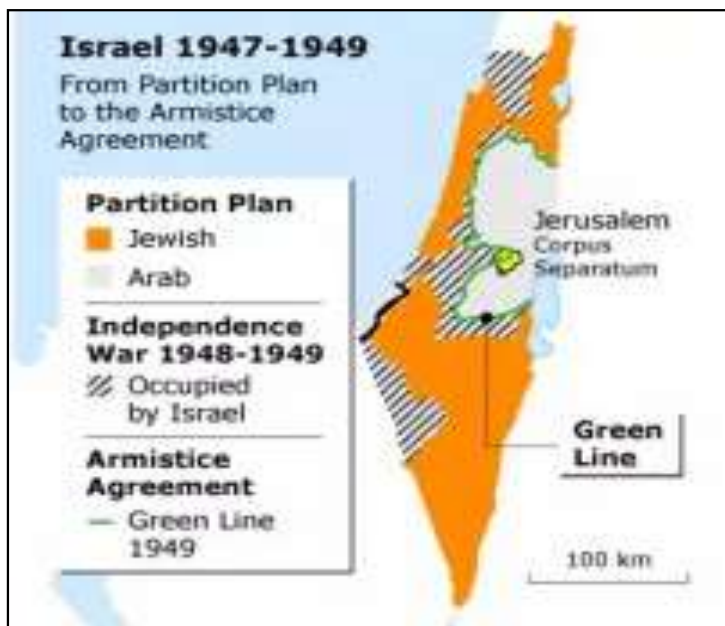 Israel 1947-1949
From Partition Plan
to the Armistice
Agreement
Partition Plan
Jewish
Arab
Independence
War 1948-1949
Occupied
by Israel
Armistice
Agreement
Green Line
1949
Jerusalem
Corpus
Separatum
Green
Line
100 km